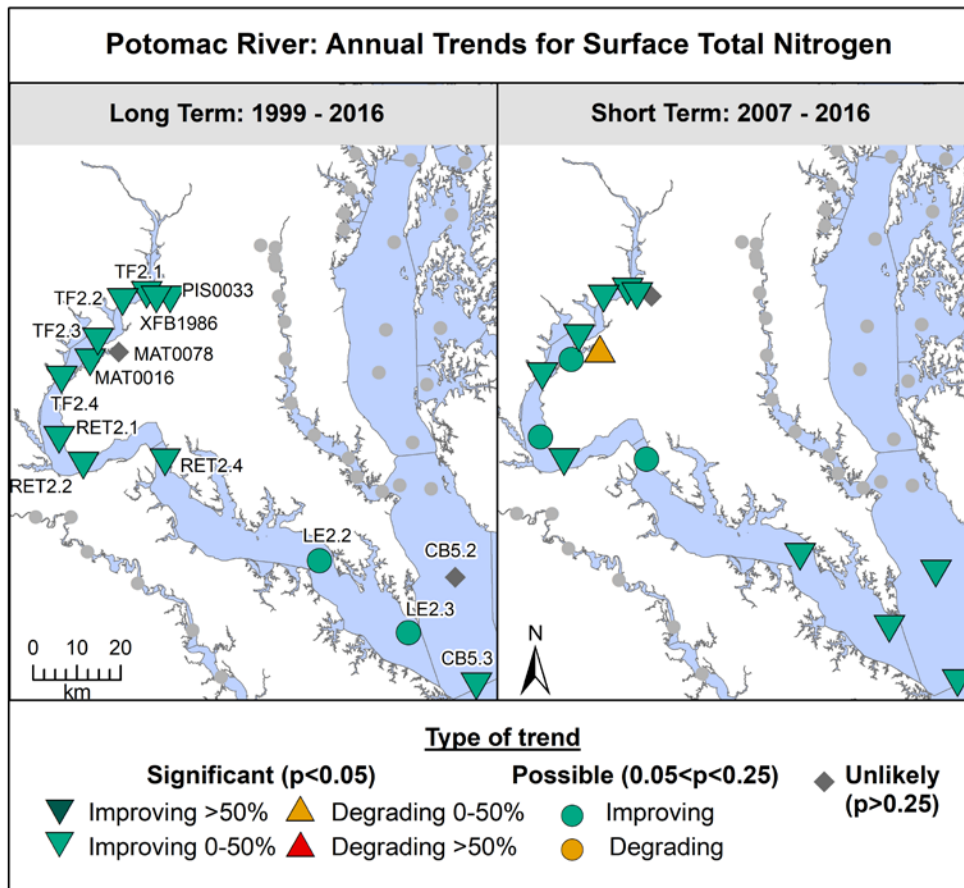 Potomac River: Annual Trends for Surface Total Nitrogen
Long Term: 1999 - 2016
Short Term: 2007 - 2016
TF2.1
PIS0033
TF2.2
XFB1986
TF2.3
MAT0078
MAT0016
TF2.4
RET2.1
RET2.4
RET2.2
LE2.2
CB5.2
LE2.3
CB5.3
0 10 20
km
N
Type of trend
Significant (p<0.05)
Possible (0.05<p<0.25)
Unlikely
(p>0.25)
Improving >50%
Degrading 0-50%
Improving
Improving 0-50%
Degrading >50%
Degrading